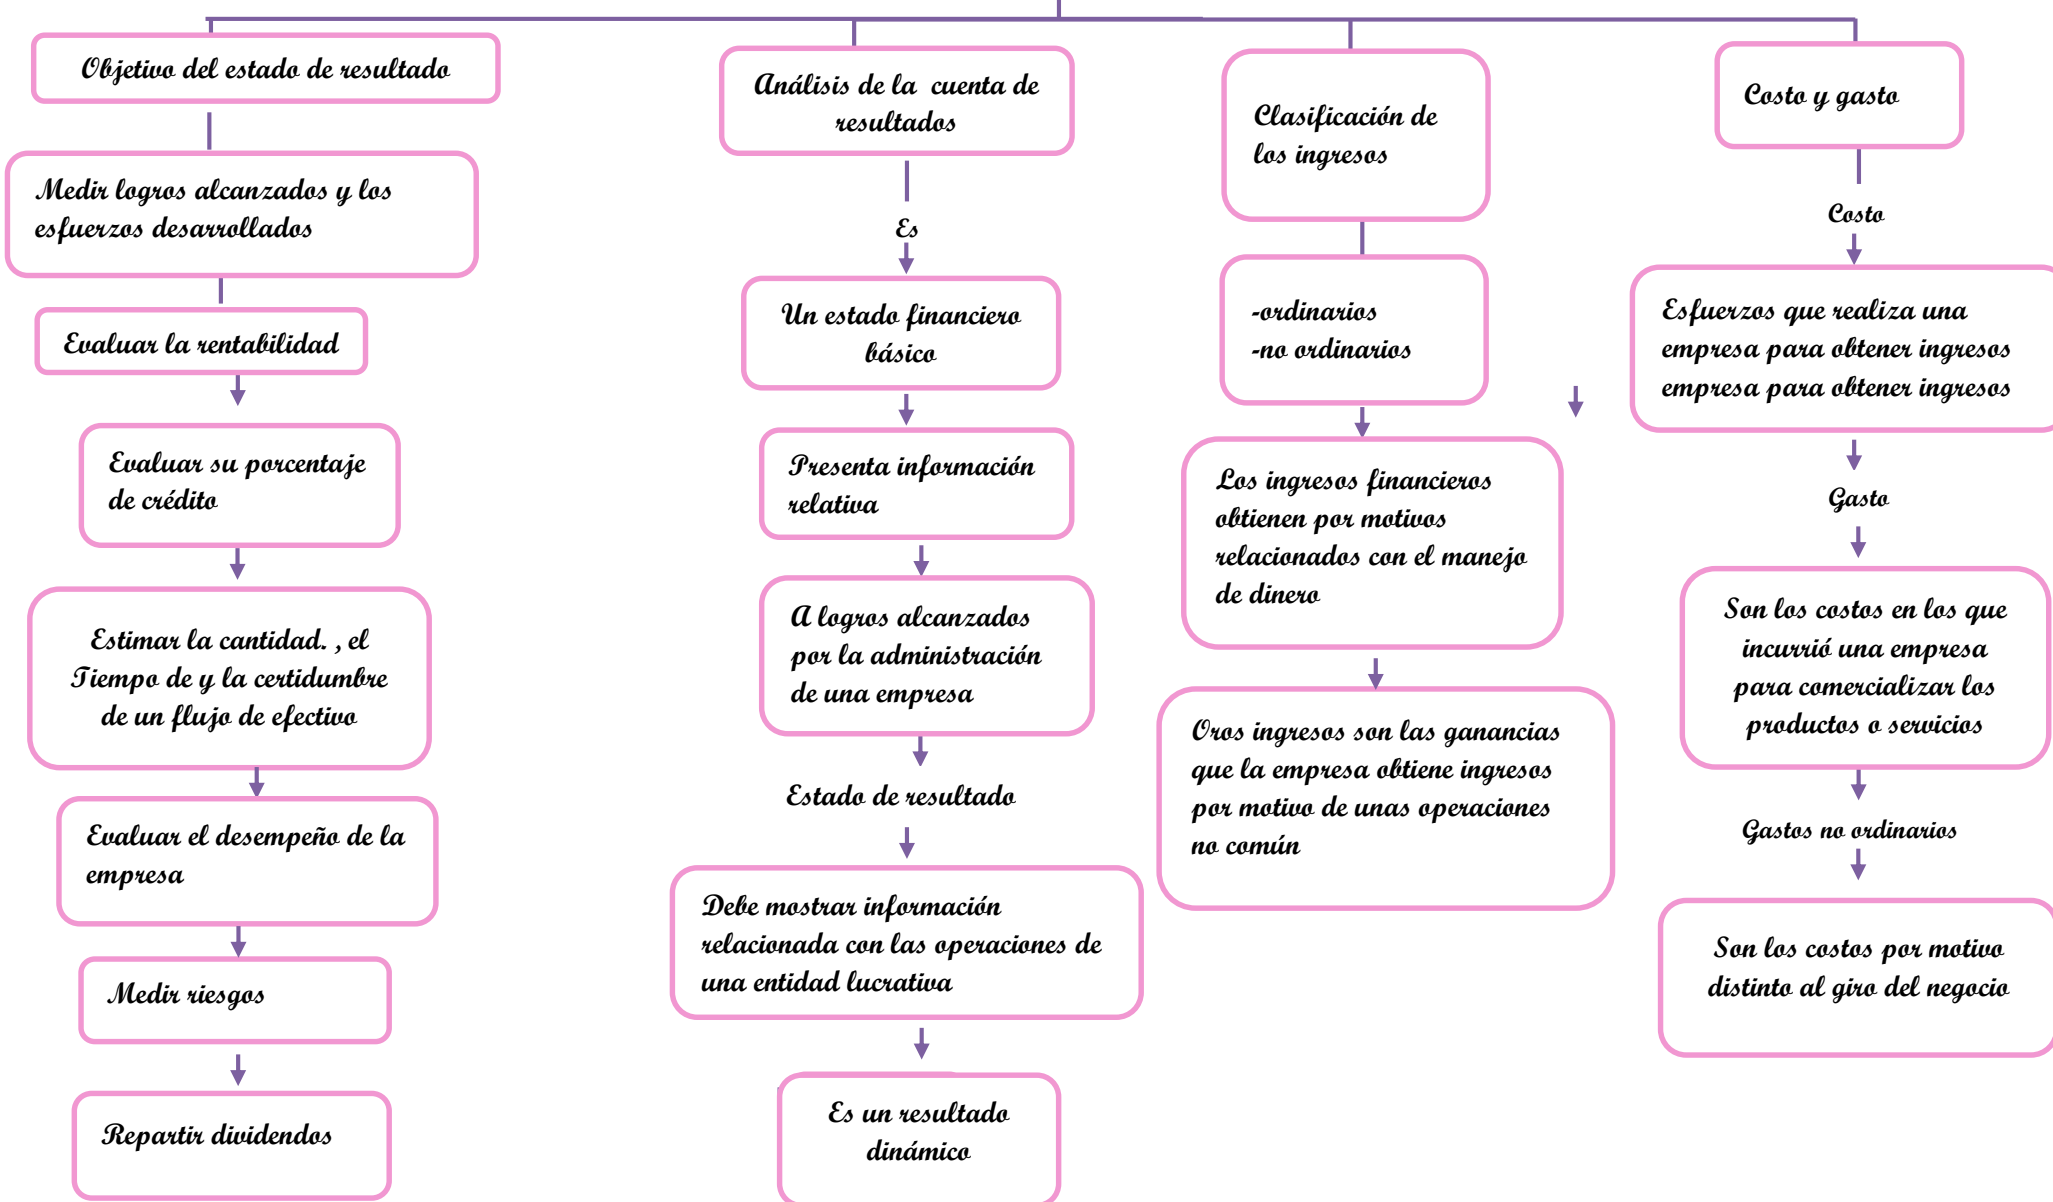 Objetivo del estado de resultado
Medir logros alcanzados y los
esfuerzos desarrollados
Evaluar la rentabilidad
Evaluar su porcentaje
de crédito
Estimar la cantidad. , el
Tiempo de y la certidumbre
de un flujo de efectivo
Evaluar el desempeño de la
empresa
Medir riesgos
Repartir dividendos
Análisis de la cuenta de
resultados
Es
Un estado financiero
básico
Presenta información
relativa
A logros alcanzados
por la administración
de una empresa
Estado de resultado
Debe mostrar información
relacionada con las operaciones de
una entidad lucrativa
Es un resultado
dinámico
Clasificación de
los ingresos
-ordinarios
-no ordinarios
Los ingresos financieros
obtienen por motivos
relacionados con el manejo
de dinero
Oros ingresos son las ganancias
que la empresa obtiene ingresos
por motivo de unas operaciones
no común
Costo y gasto
Costo
Esfuerzos que realiza una
empresa para obtener ingresos
empresa para obtener ingresos
Gasto
Son los costos en los que
incurrió una empresa
para comercializar los
productos o servicios
Gastos no ordinarios
Son los costos por motivo
distinto al giro del negocio